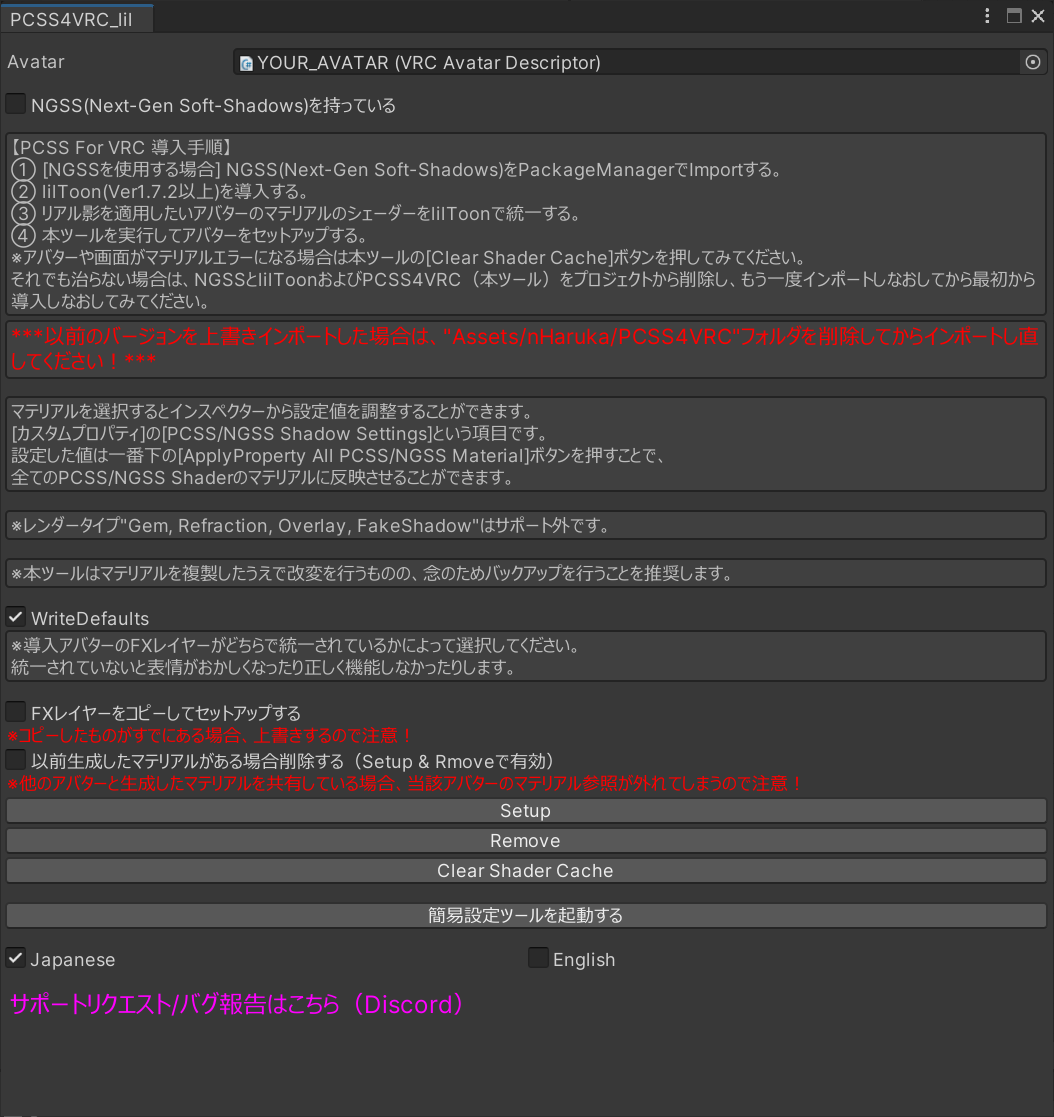 PCSS4VRC_lil
Avatar
YOUR_AVATAR (VRC Avatar Descriptor)
NGSS(Next-Gen Soft-Shadows)を持っている
【PCSS For VRC 導入手順】
① [NGSSを使用する場合] NGSS(Next-Gen Soft-Shadows)をPackageManagerでImportする。
② lilToon(Ver1.7.2以上)を導入する。
③ リアル影を適用したいアバターのマテリアルのシェーダーをlilToonで統一する。
④ 本ツールを実行してアバターをセットアップする。
※アバターや画面がマテリアルエラーになる場合は本ツールの[Clear Shader Cache]ボタンを押してみてください。
それでも治らない場合は、NGSSとlilToonおよびPCSS4VRC（本ツール）をプロジェクトから削除し、もう一度インポートしなおしてから最初から
導入しなおしてみてください。
***以前のバージョンを上書きインポートした場合は、"Assets/nHaruka/PCSS4VRC"フォルダを削除してからインポートし直
してください！***
マテリアルを選択するとインスペクターから設定値を調整することができます。
[カスタムプロパティ]の[PCSS/NGSS Shadow Settings]という項目です。
設定した値は一番下の[ApplyProperty All PCSS/NGSS Material]ボタンを押すことで、
全てのPCSS/NGSS Shaderのマテリアルに反映させることができます。
※レンダータイプ"Gem, Refraction, Overlay, FakeShadow"はサポート外です。
※本ツールはマテリアルを複製したうえで改変を行うものの、念のためバックアップを行うことを推奨します。
WriteDefaults
※導入アバターのFXレイヤーがどちらで統一されているかによって選択してください。
統一されていないと表情がおかしくなったり正しく機能しなかったりします。
FXレイヤーをコピーしてセットアップする
※コピーしたものがすでにある場合、上書きするので注意！
以前生成したマテリアルがある場合削除する（Setup & Rmoveで有効）
※他のアバターと生成したマテリアルを共有している場合、当該アバターのマテリアル参照が外れてしまうので注意！
Setup
Remove
Clear Shader Cache
簡易設定ツールを起動する
Japanese
English
サポートリクエスト/バグ報告はこちら（Discord）